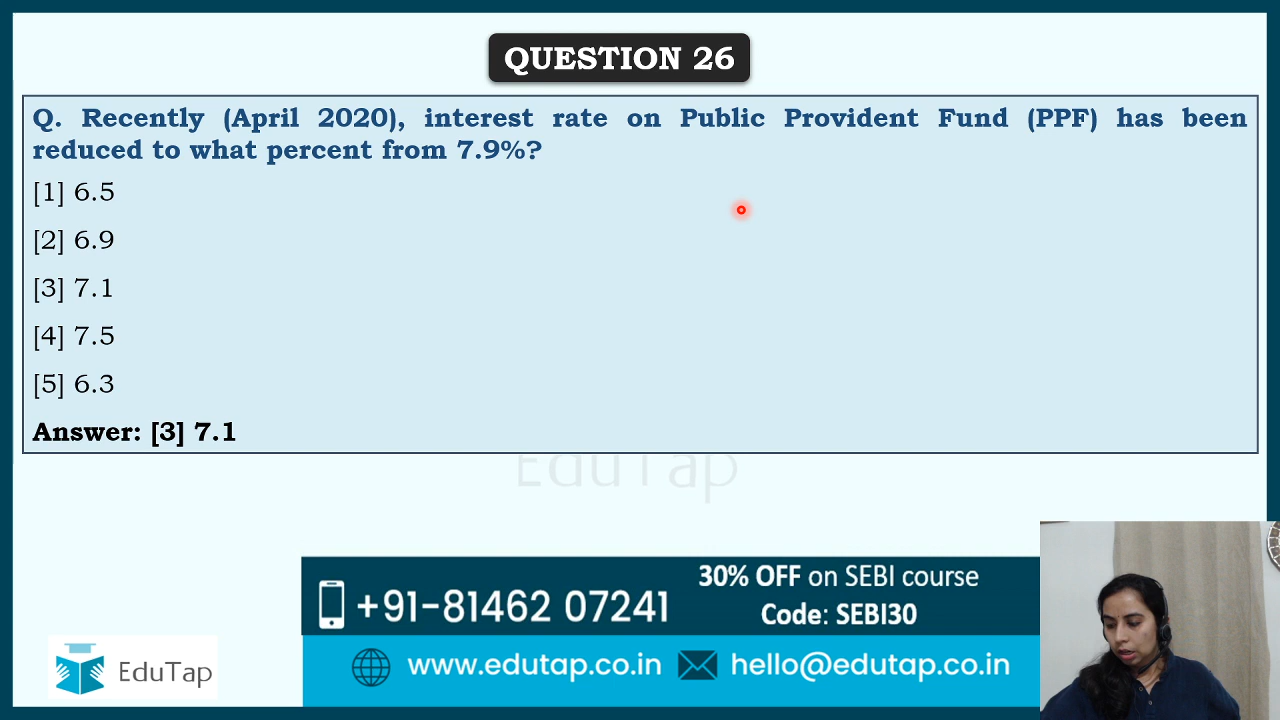 QUESTION 26
Q. Recently (April 2020), interest rate on Public Provident Fund (PPF) has been
reduced to what percent from 7.9%?
[1] 6.5
[2] 6.9
[3] 7.1
[4] 7.5
[5] 6.3
Answer: [3] 7.1
EduTap
30% OFF on SEBI course
+91-81462 07241
Code: SEBI30
www.edutap.co.in hello@edutap.co.in
EduTap